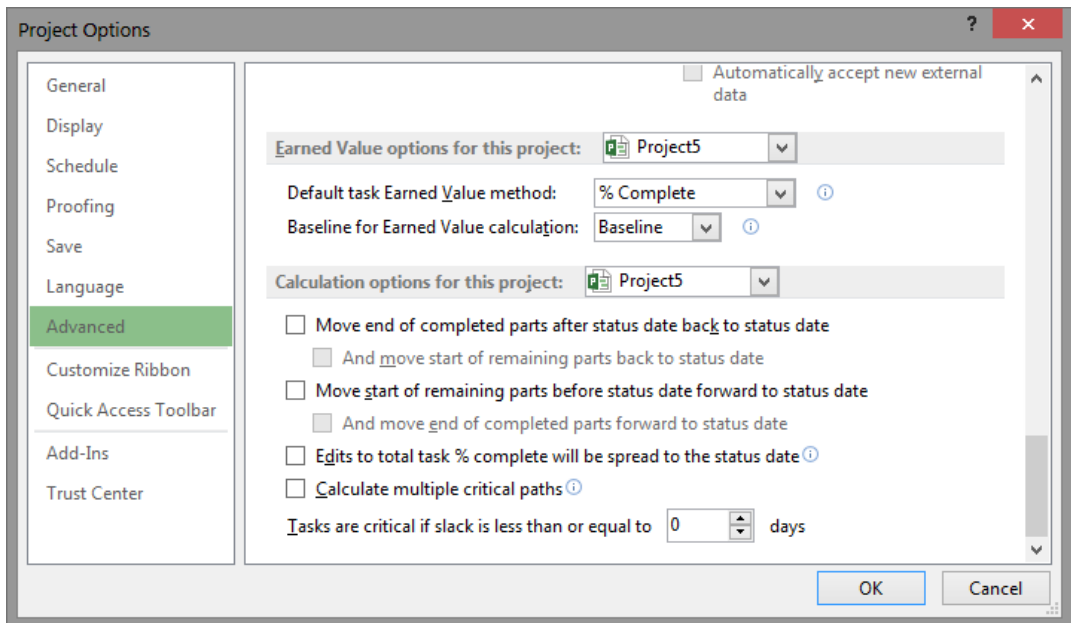 Project Options
?
General
Display
Schedule
Proofing
Save
Language
Advanced
Customize Ribbon
Quick Access Toolbar
Add-Ins
Trust Center
Automatically accept new external
data
Earned Value options for this project: Project5
Default task Earned Value method: % Complete
Baseline for Earned Value calculation: Baseline
Calculation options for this project: Project5
Move end of completed parts after status date back to status date
And move start of remaining parts back to status date
Move start of remaining parts before status date forward to status date
And move end of completed parts forward to status date
Edits to total task % complete will be spread to the status date
Calculate multiple critical paths
Tasks are critical if slack is less than or equal to 0 days
OK Cancel